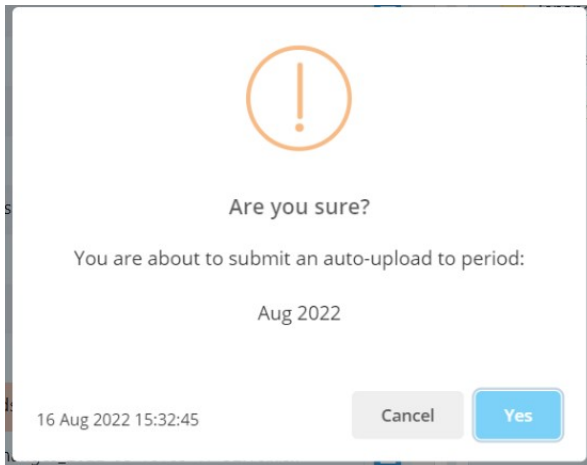 Are you sure?
You are about to submit an auto-upload to period:
Aug 2022
16 Aug 2022 15:32:45
Cancel
Yes